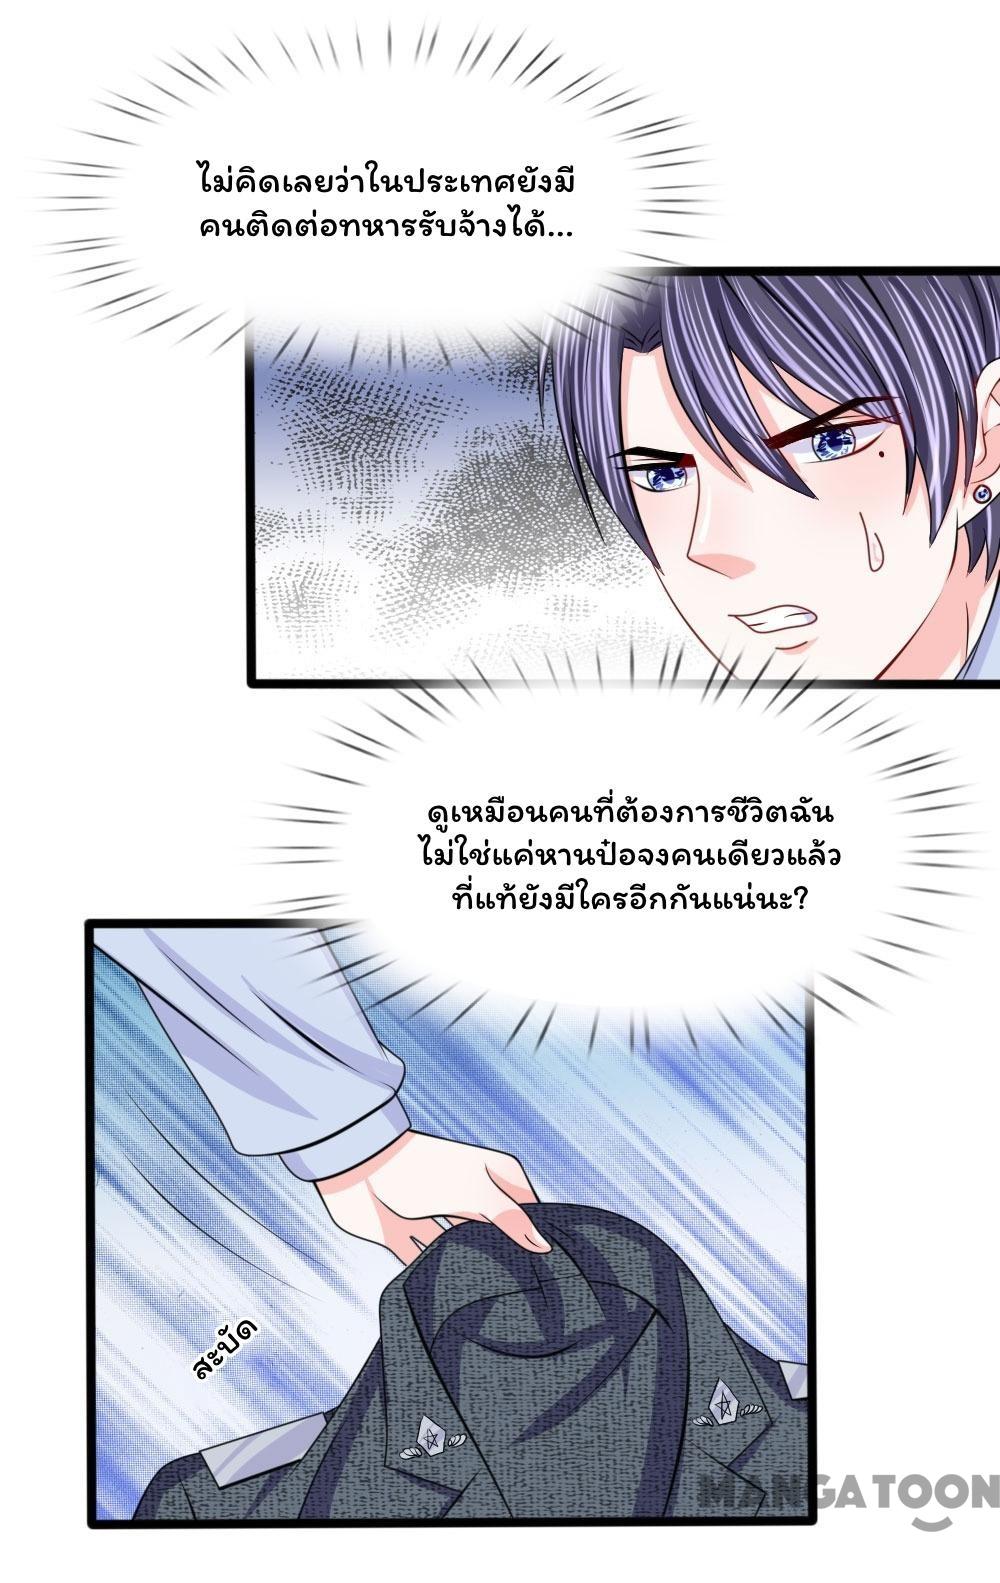 ไม่คิดเลยว่าในประเทศยังมี
คนติดต่อทหารรับจ้างได้...
ดูเหมือนคนที่ต้องการชีวิตฉัน
ไม่ใช่แค่หานป๋อจงคนเดียวแล้ว
ที่แท้ยังมีใครอีกกันแน่นะ?
สะบัด
MANGATOON